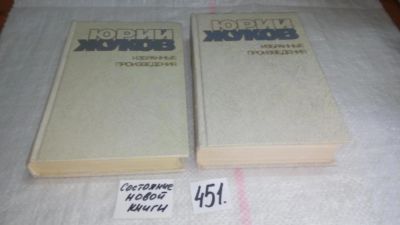 ЮРИЙ
ЖУКОВ
ИЗБРАННЫЕ
ПРОИЗВЕДЕНИЯ
ЮРИЙ
ЖУКОВ
ИЗБРАННЫЕ
ПРОИЗВЕДЕНИЯ
Состояние
новой
книги
451.